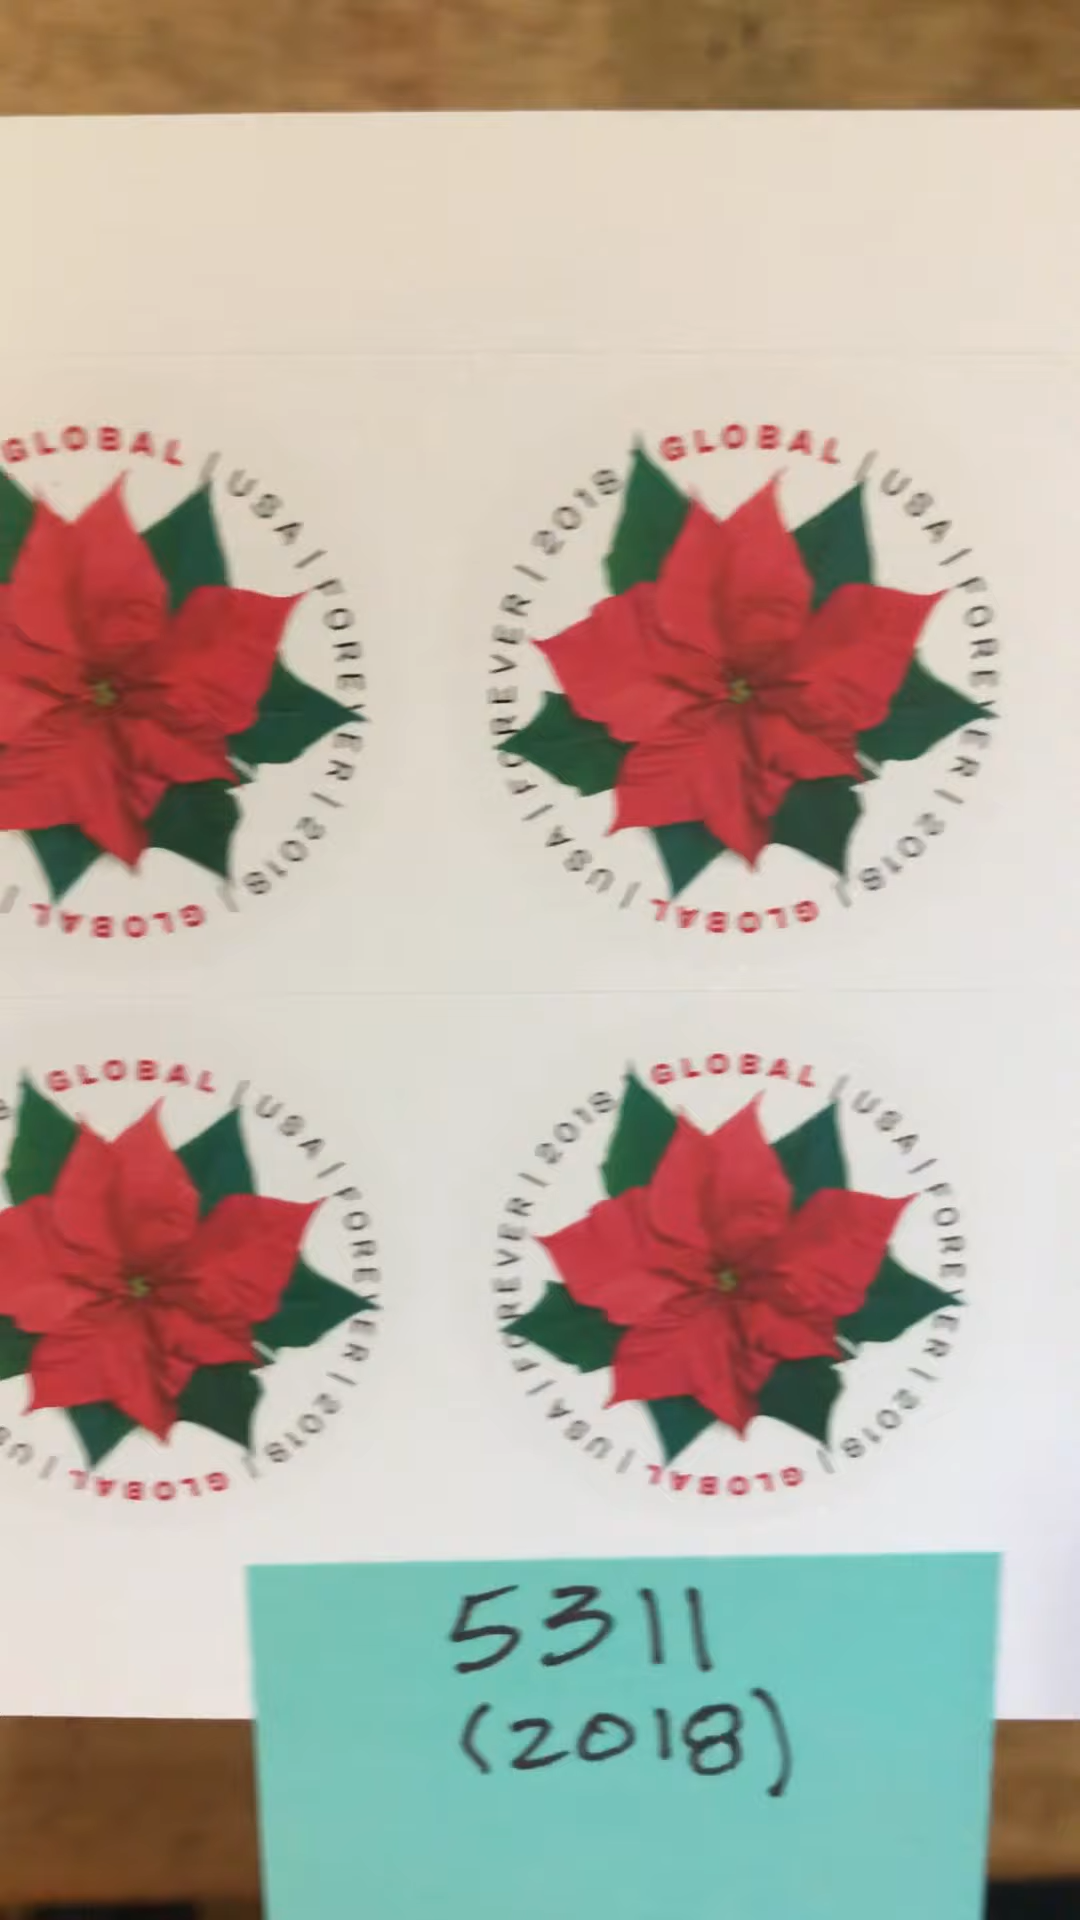 GLOBAL | USA | FOREVER | 2018 | GLOBAL |
GLOBAL | USA | FOREVER | 2018 | GLOBAL | USA | FOREVER | 2018
GLOBAL | USA | FOREVER | 2018 | GLOBAL | US
GLOBAL | USA | FOREVER | 2018 | GLOBAL | USA | FOREVER | 2018
5311
(2018)